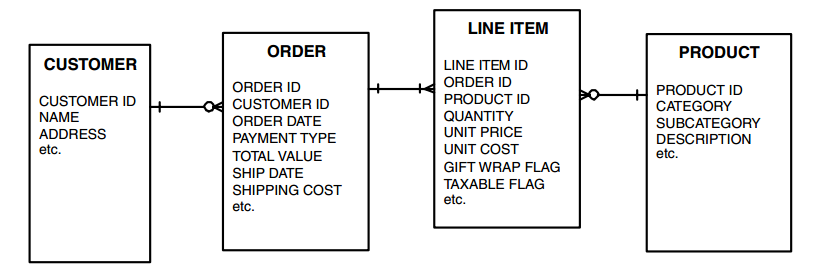 CUSTOMER
CUSTOMER ID
NAME
ADDRESS
etc.
ORDER
ORDER ID
CUSTOMER ID
ORDER DATE
PAYMENT TYPE
TOTAL VALUE
SHIP DATE
SHIPPING COST
etc.
LINE ITEM
LINE ITEM ID
ORDER ID
PRODUCT ID
QUANTITY
UNIT PRICE
UNIT COST
GIFT WRAP FLAG
TAXABLE FLAG
etc.
PRODUCT
PRODUCT ID
CATEGORY
SUBCATEGORY
DESCRIPTION
etc.